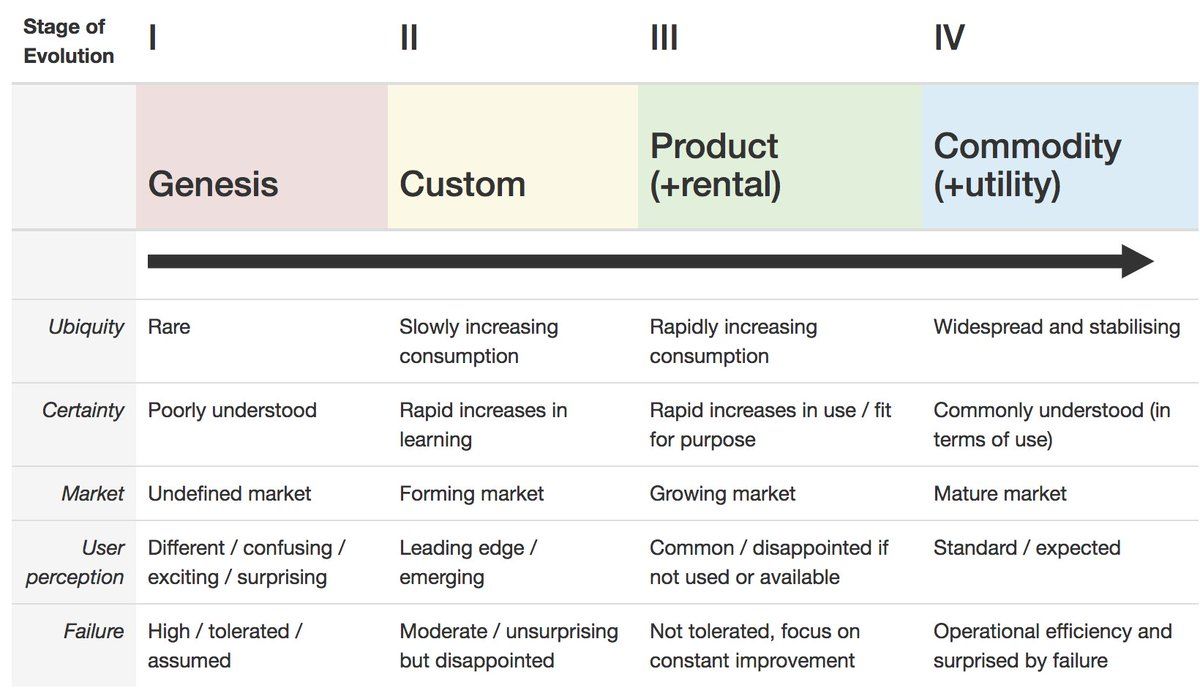 Stage of
Evolution
I
II
III
IV
Genesis
Custom
Product
(+rental)
Commodity
(+utility)
Ubiquity
Rare
Slowly increasing
consumption
Rapidly increasing
consumption
Widespread and stabilising
Certainty
Poorly understood
Rapid increases in
learning
Rapid increases in use / fit
for purpose
Commonly understood (in
terms of use)
Market
Undefined market
Forming market
Growing market
Mature market
User
perception
Different / confusing /
exciting / surprising
Leading edge /
emerging
Common / disappointed if
not used or available
Standard / expected
Failure
High / tolerated /
assumed
Moderate / unsurprising
but disappointed
Not tolerated, focus on
constant improvement
Operational efficiency and
surprised by failure